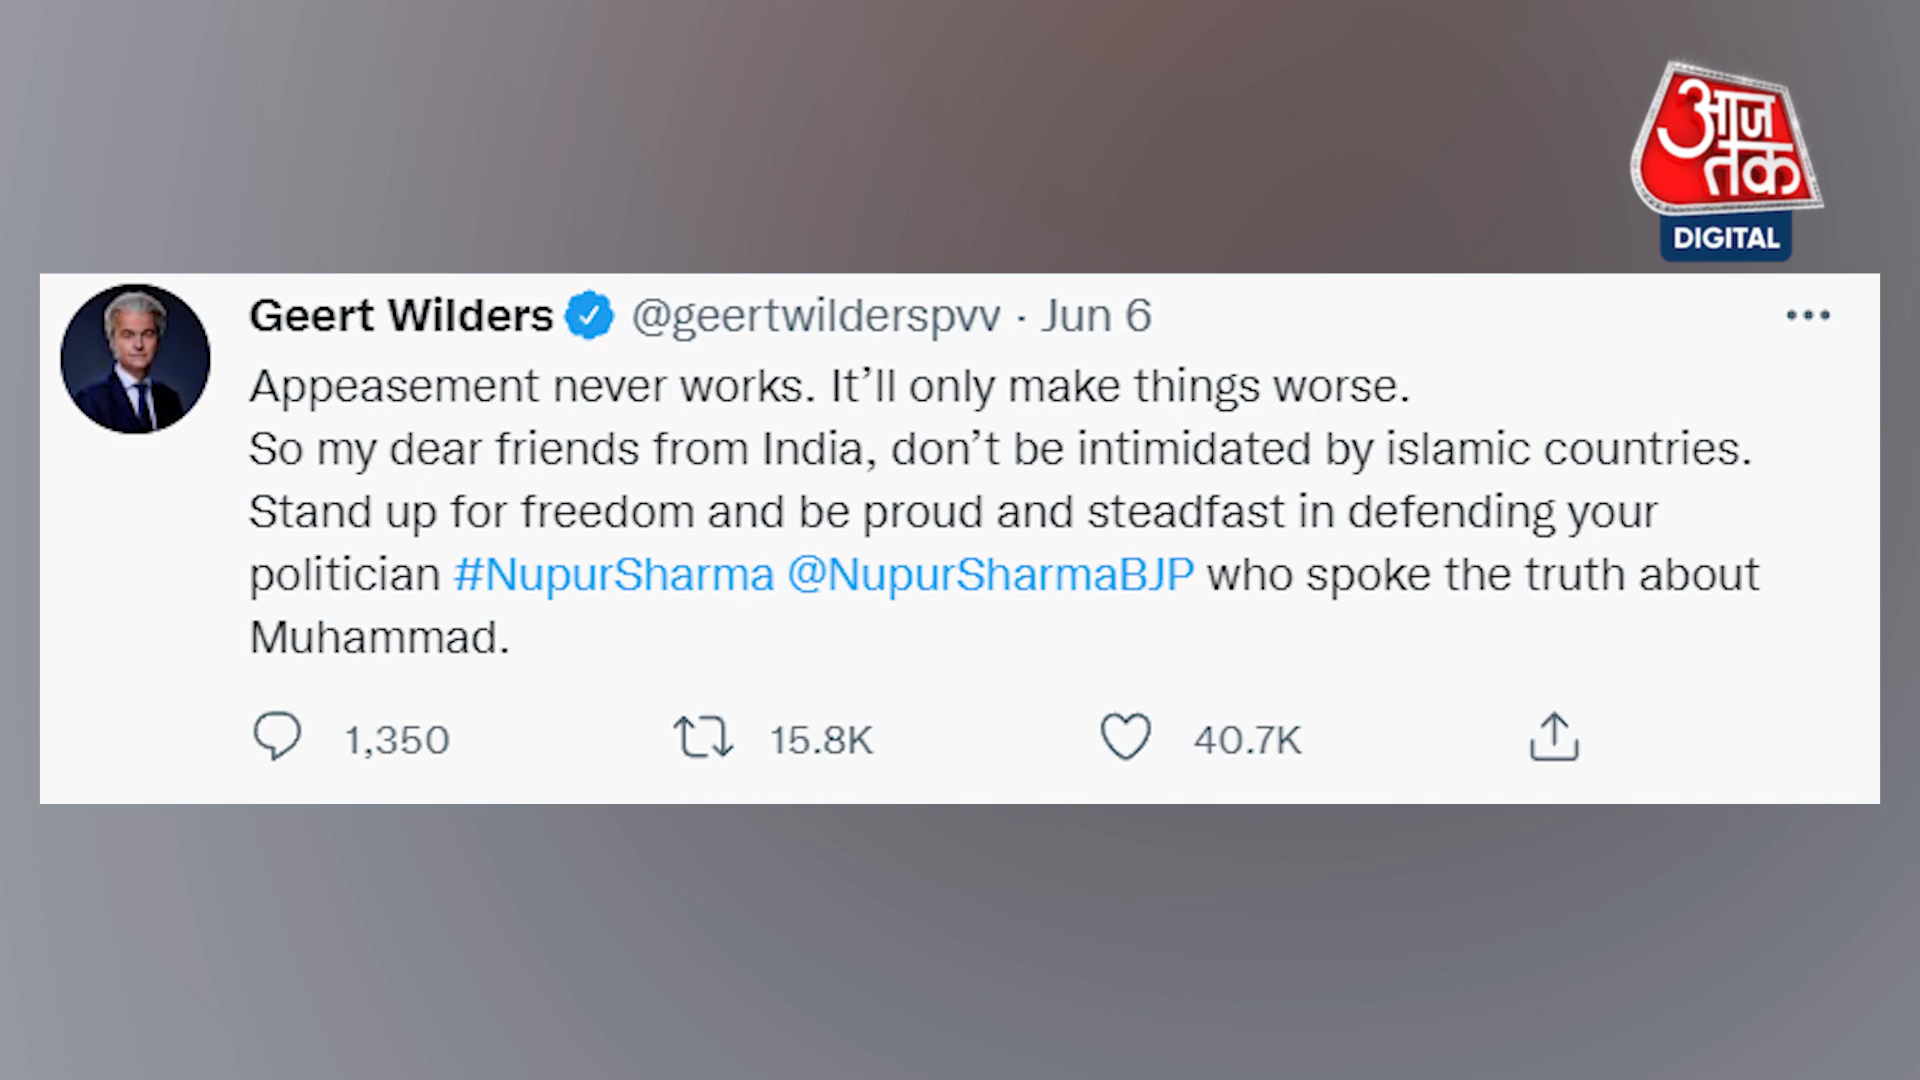 आज
तक
DIGITAL
Geert Wilders @geertwilderspvv · Jun 6
Appeasement never works. It’ll only make things worse.
So my dear friends from India, don’t be intimidated by islamic countries.
Stand up for freedom and be proud and steadfast in defending your
politician #NupurSharma @NupurSharmaBJP who spoke the truth about
Muhammad.
1,350 15.8K 40.7K